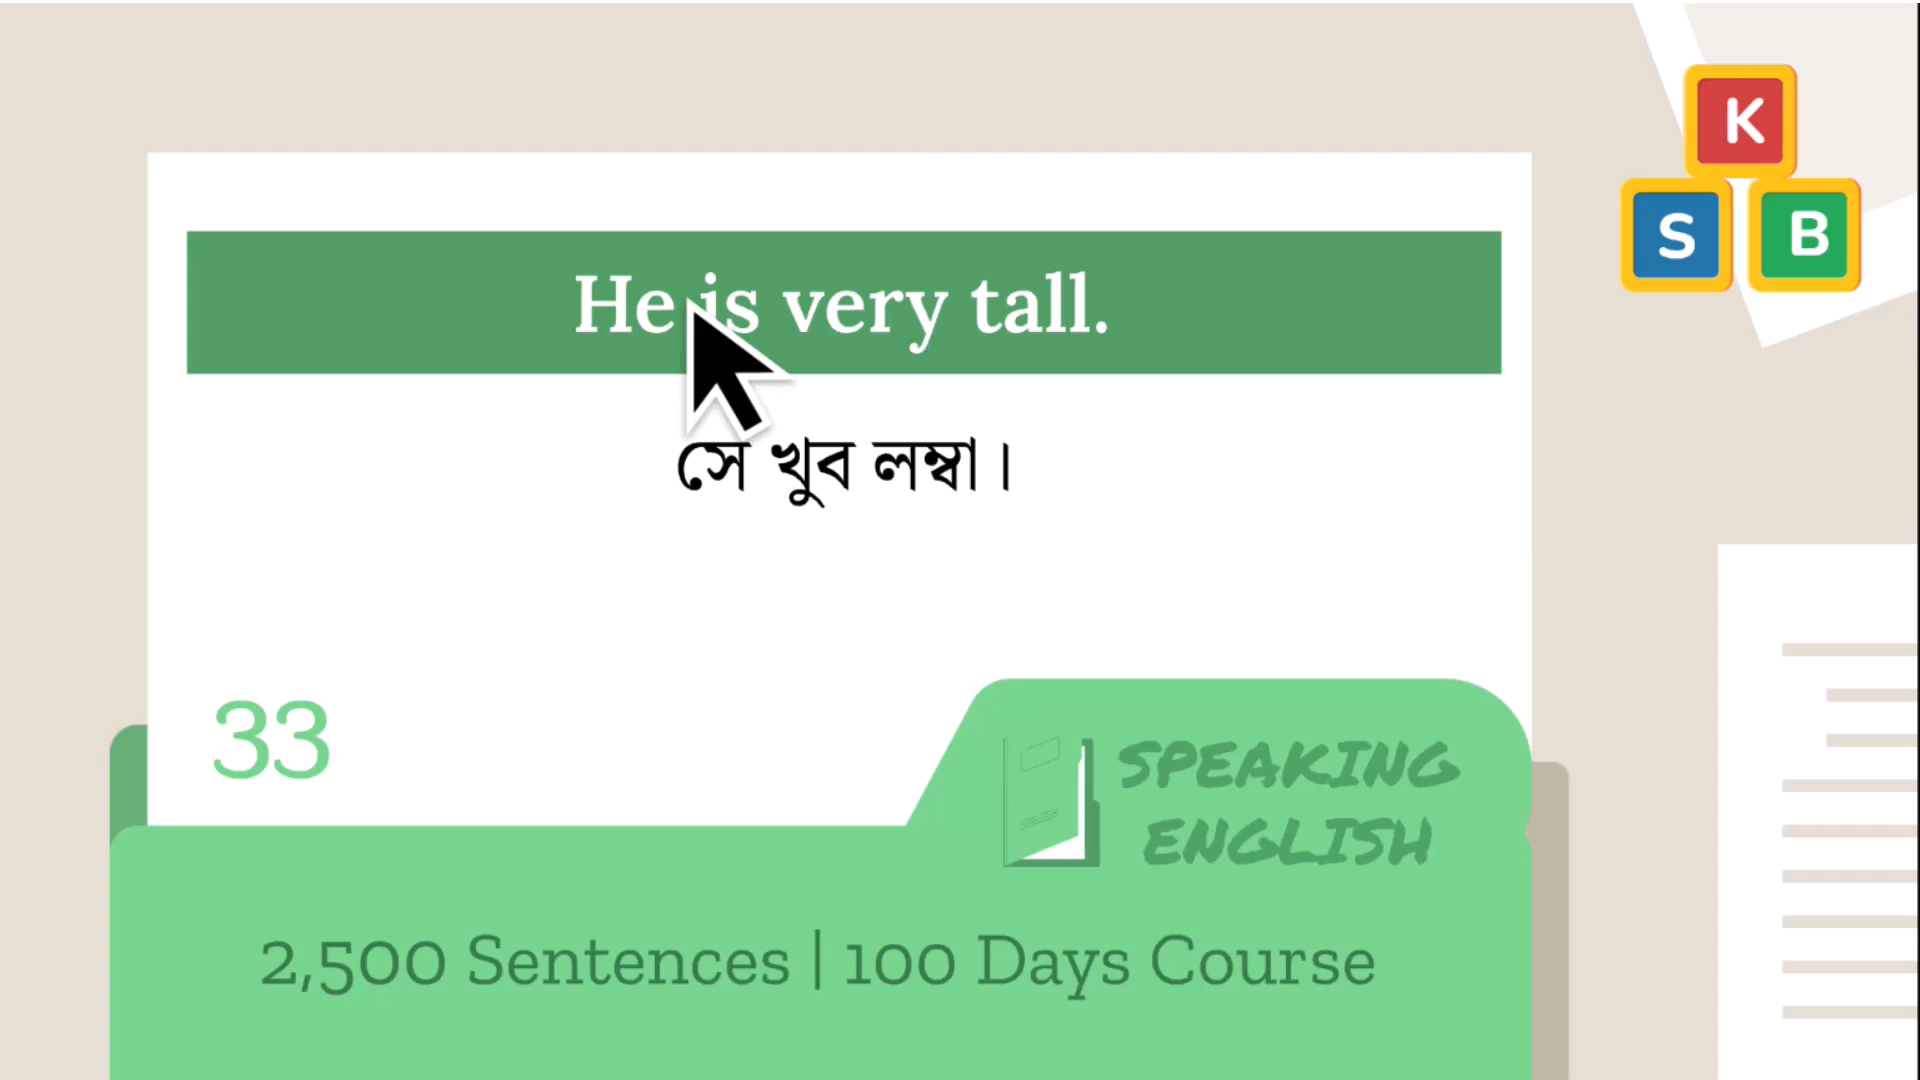 K
S B
He is very tall.
সে খুব লম্বা।
33
SPEAKING
ENGLISH
2,500 Sentences | 100 Days Course